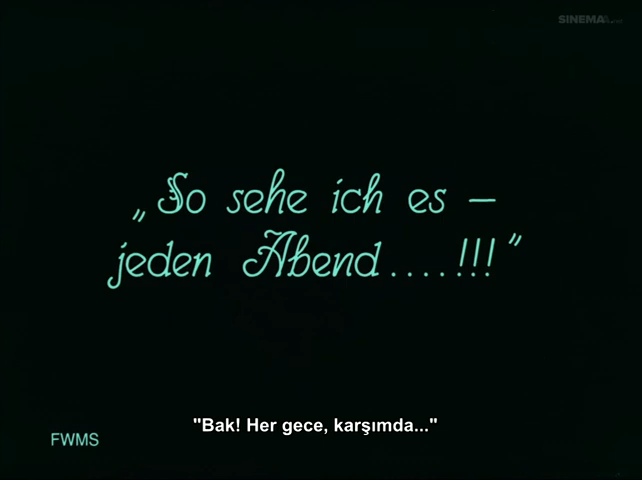 SINEMA
„So sehe ich es –
jeden Abend....!!!”
"Bak! Her gece, karşımda..."
FWMS